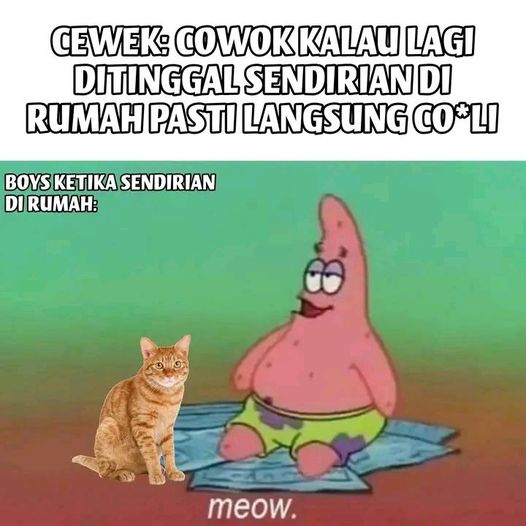 CEWEK: COWOK KALAU LAGI
DITINGGAL SENDIRIAN DI
RUMAH PASTI LANGSUNG CO*LI
BOYS KETIKA SENDIRIAN
DI RUMAH:
meow.